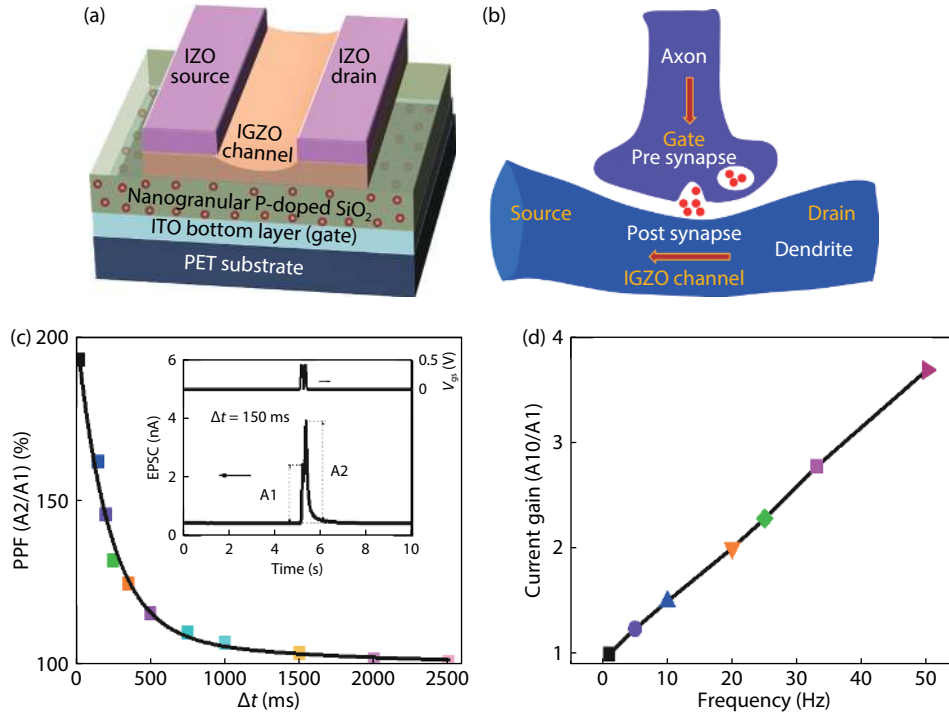 (a)
IZO
source
IZO
drain
IGZO
channel
Nanogranular P-doped SiO₂
ITO bottom layer (gate)
PET substrate
(b)
Axon
Gate
Pre synapse
Source
Drain
Post synapse
Dendrite
IGZO channel
(c)
200
150
100
PPF (A2/A1) (%)
0 500 1000 1500 2000 2500
Δt (ms)
6
4
2
0
EPSC (nA)
0.5
0
Vgs (V)
Δt = 150 ms
A1
A2
0 2 4 6 8 10
Time (s)
(d)
4
3
2
1
Current gain (A10/A1)
0 10 20 30 40 50
Frequency (Hz)